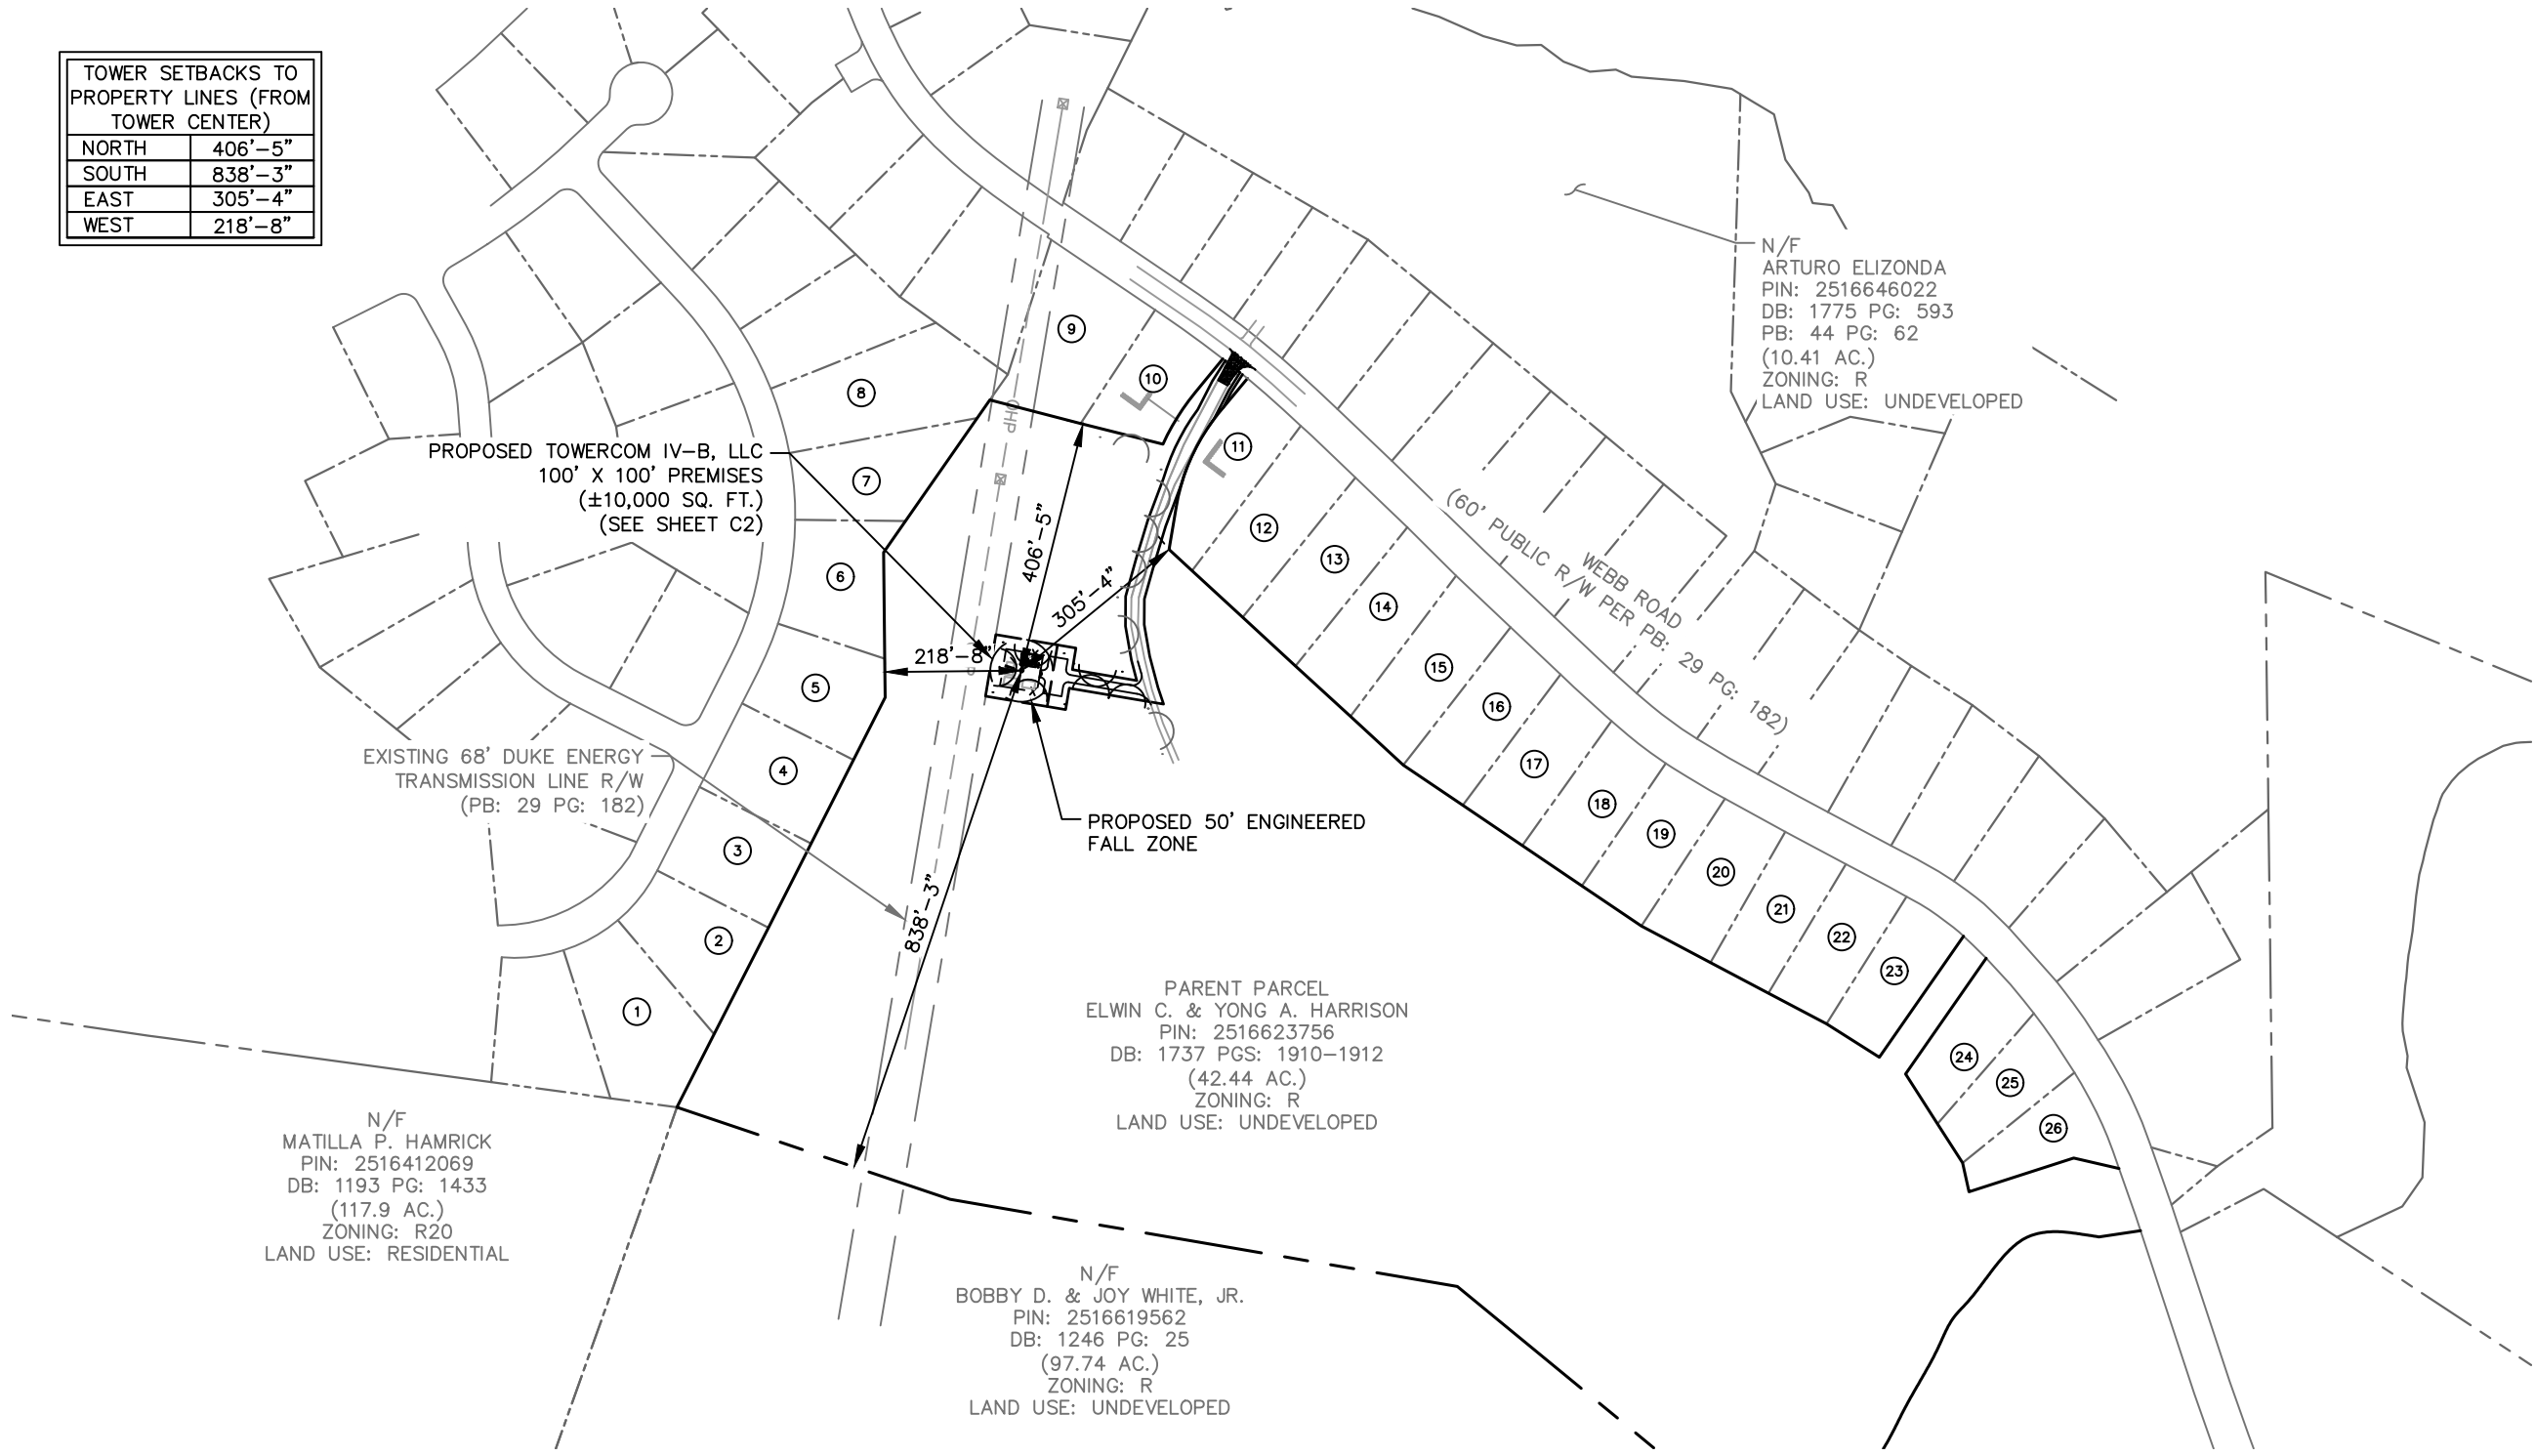 TOWER SETBACKS TO
PROPERTY LINES (FROM
TOWER CENTER)
NORTH 406'-5"
SOUTH 838'-3"
EAST 305'-4"
WEST 218'-8"
N/F
ARTURO ELIZONDA
PIN: 2516646022
DB: 1775 PG: 593
PB: 44 PG: 62
(10.41 AC.)
ZONING: R
LAND USE: UNDEVELOPED
9
10
8
OHP
11
PROPOSED TOWERCOM IV-B, LLC
100' X 100' PREMISES
(±10,000 SQ. FT.)
(SEE SHEET C2)
7
406'-5"
12
13
14
WEBB ROAD
(60' PUBLIC R/W PER PB: 29 PG: 182)
6
305'-4"
218'-8"
5
15
16
17
18
19
20
21
22
23
4
EXISTING 68' DUKE ENERGY
TRANSMISSION LINE R/W
(PB: 29 PG: 182)
PROPOSED 50' ENGINEERED
FALL ZONE
3
838'-3"
2
1
PARENT PARCEL
ELWIN C. & YONG A. HARRISON
PIN: 2516623756
DB: 1737 PGS: 1910-1912
(42.44 AC.)
ZONING: R
LAND USE: UNDEVELOPED
24
25
26
N/F
MATILLA P. HAMRICK
PIN: 2516412069
DB: 1193 PG: 1433
(117.9 AC.)
ZONING: R20
LAND USE: RESIDENTIAL
N/F
BOBBY D. & JOY WHITE, JR.
PIN: 2516619562
DB: 1246 PG: 25
(97.74 AC.)
ZONING: R
LAND USE: UNDEVELOPED